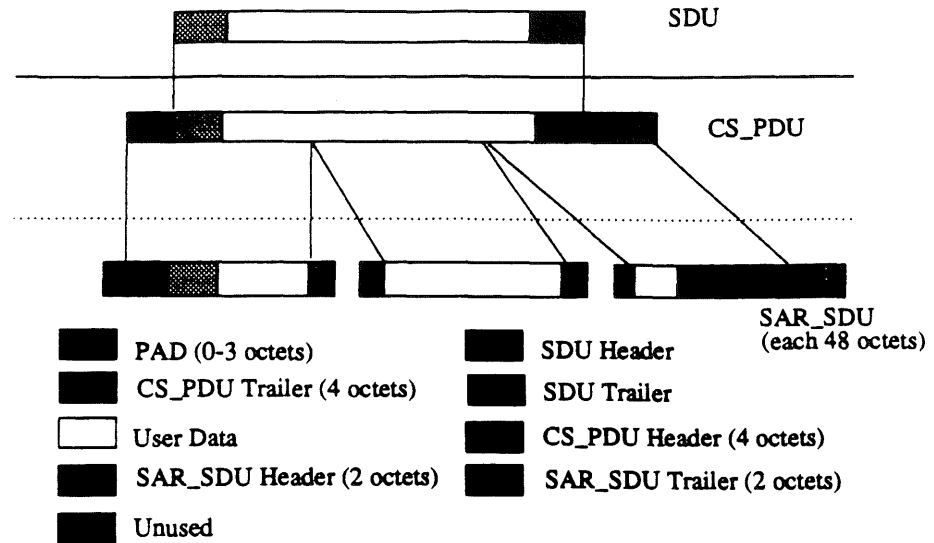 SDU
CS_PDU
SAR_SDU
(each 48 octets)
PAD (0-3 octets)
SDU Header
CS_PDU Trailer (4 octets)
SDU Trailer
User Data
CS_PDU Header (4 octets)
SAR_SDU Header (2 octets)
SAR_SDU Trailer (2 octets)
Unused